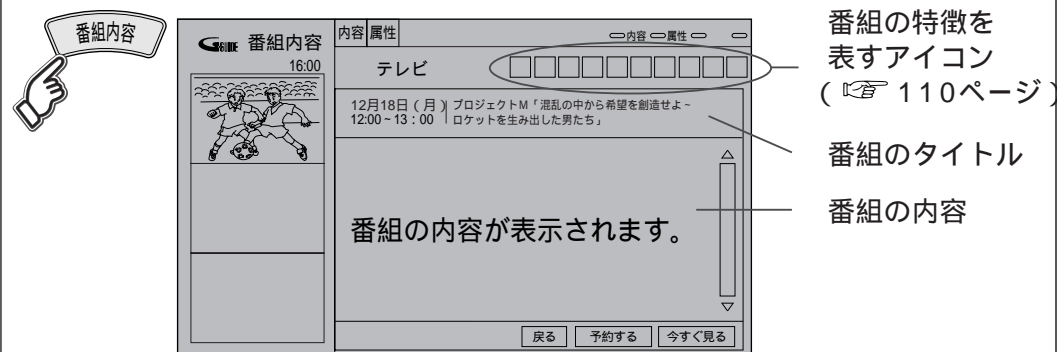 番組内容
GGUIDE 番組内容
16:00
内容 属性
内容 属性
テレビ
12月18日(月) プロジェクトM「混乱の中から希望を創造せよ~
12:00~13:00 ロケットを生み出した男たち」
番組の内容が表示されます。
戻る 予約する 今すぐ見る
番組の特徴を
表すアイコン
(☞110ページ)
番組のタイトル
番組の内容